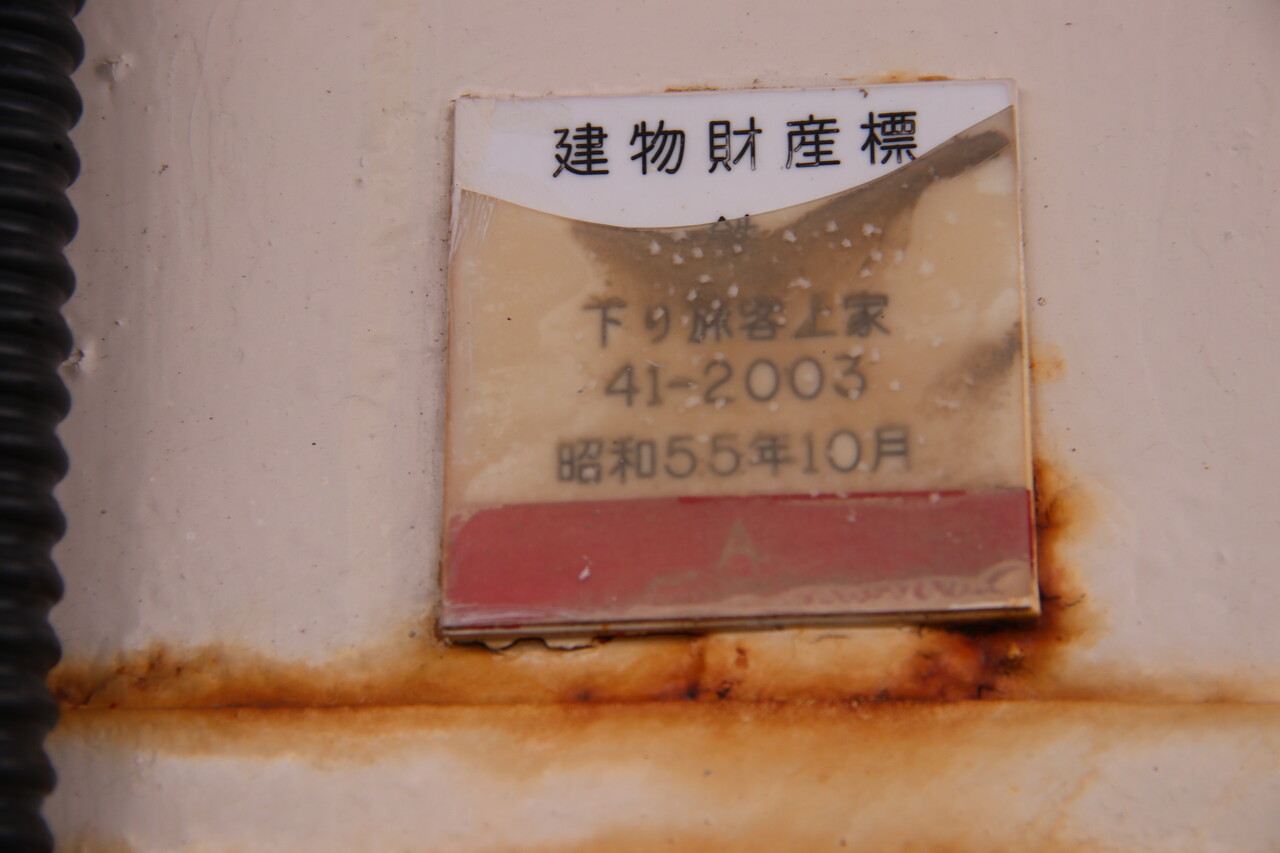 建物財産標
下り旅客上家
41-2003
昭和55年10月
A